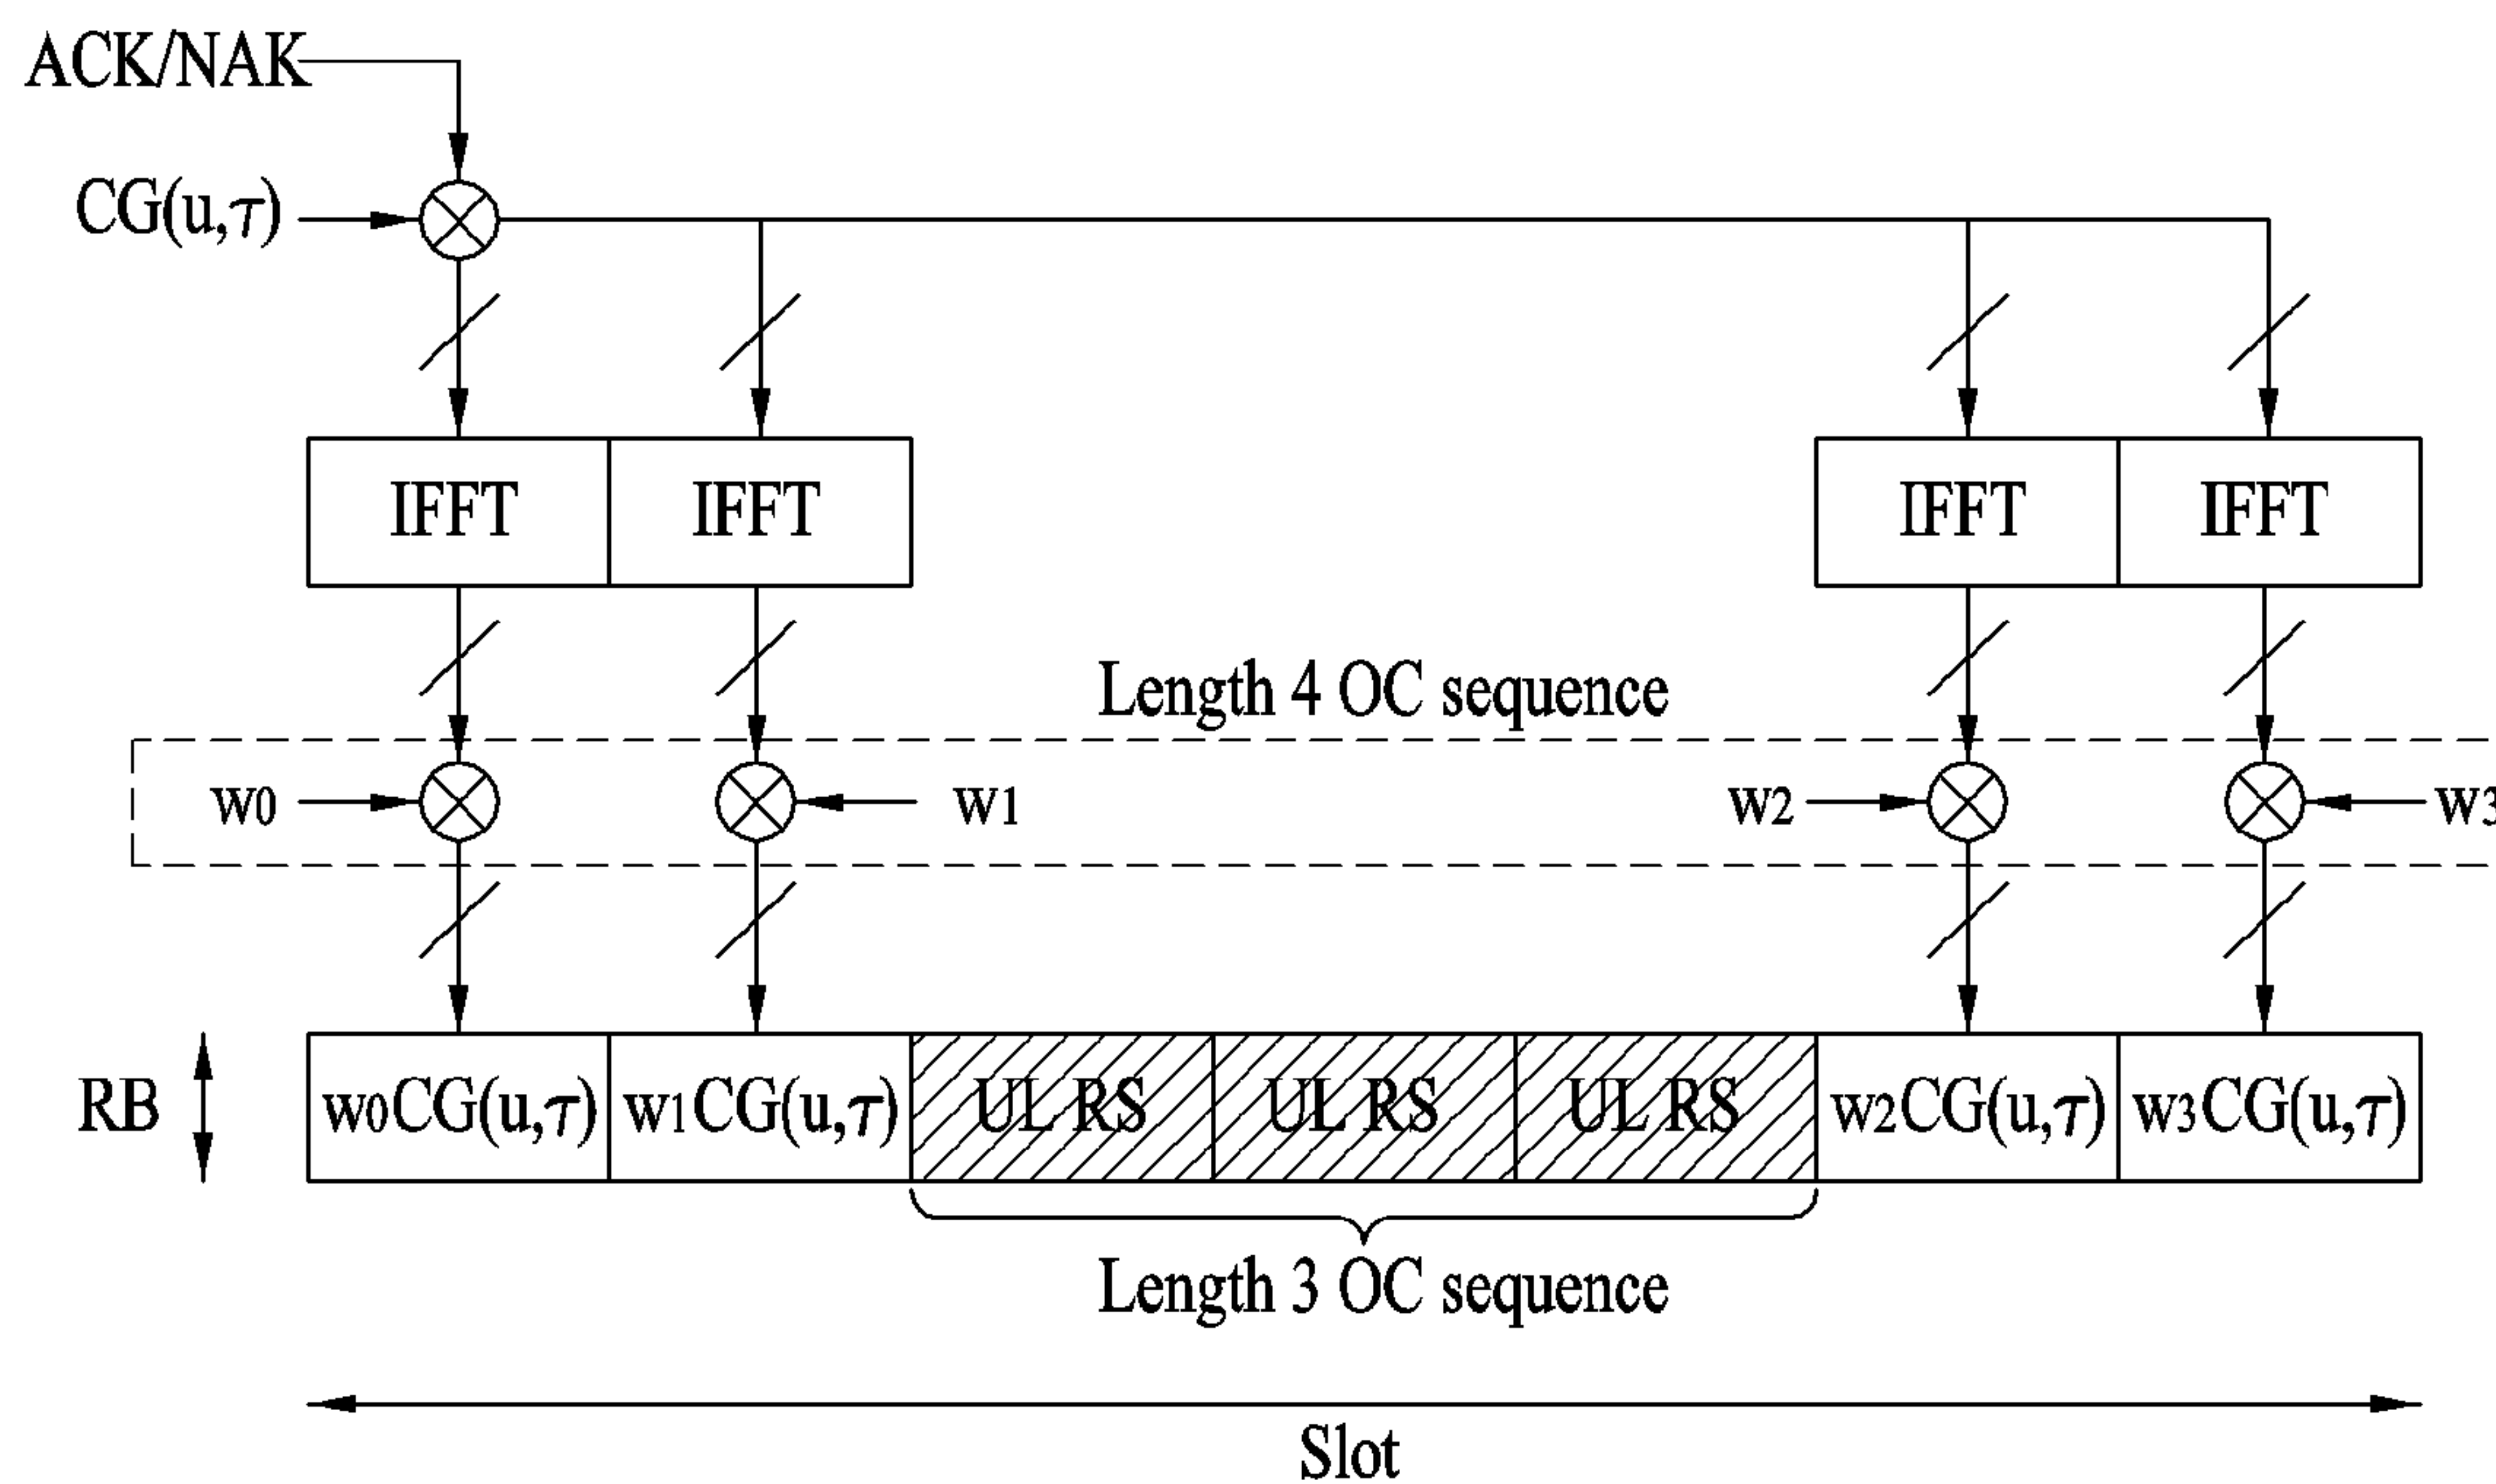 ACK/NAK
CG(u,τ)
IFFT IFFT IFFT IFFT
Length 4 OC sequence
w0 w1 w2 w3
RB w0CG(u,τ) w1CG(u,τ) UL RS UL RS UL RS w2CG(u,τ) w3CG(u,τ)
Length 3 OC sequence
Slot